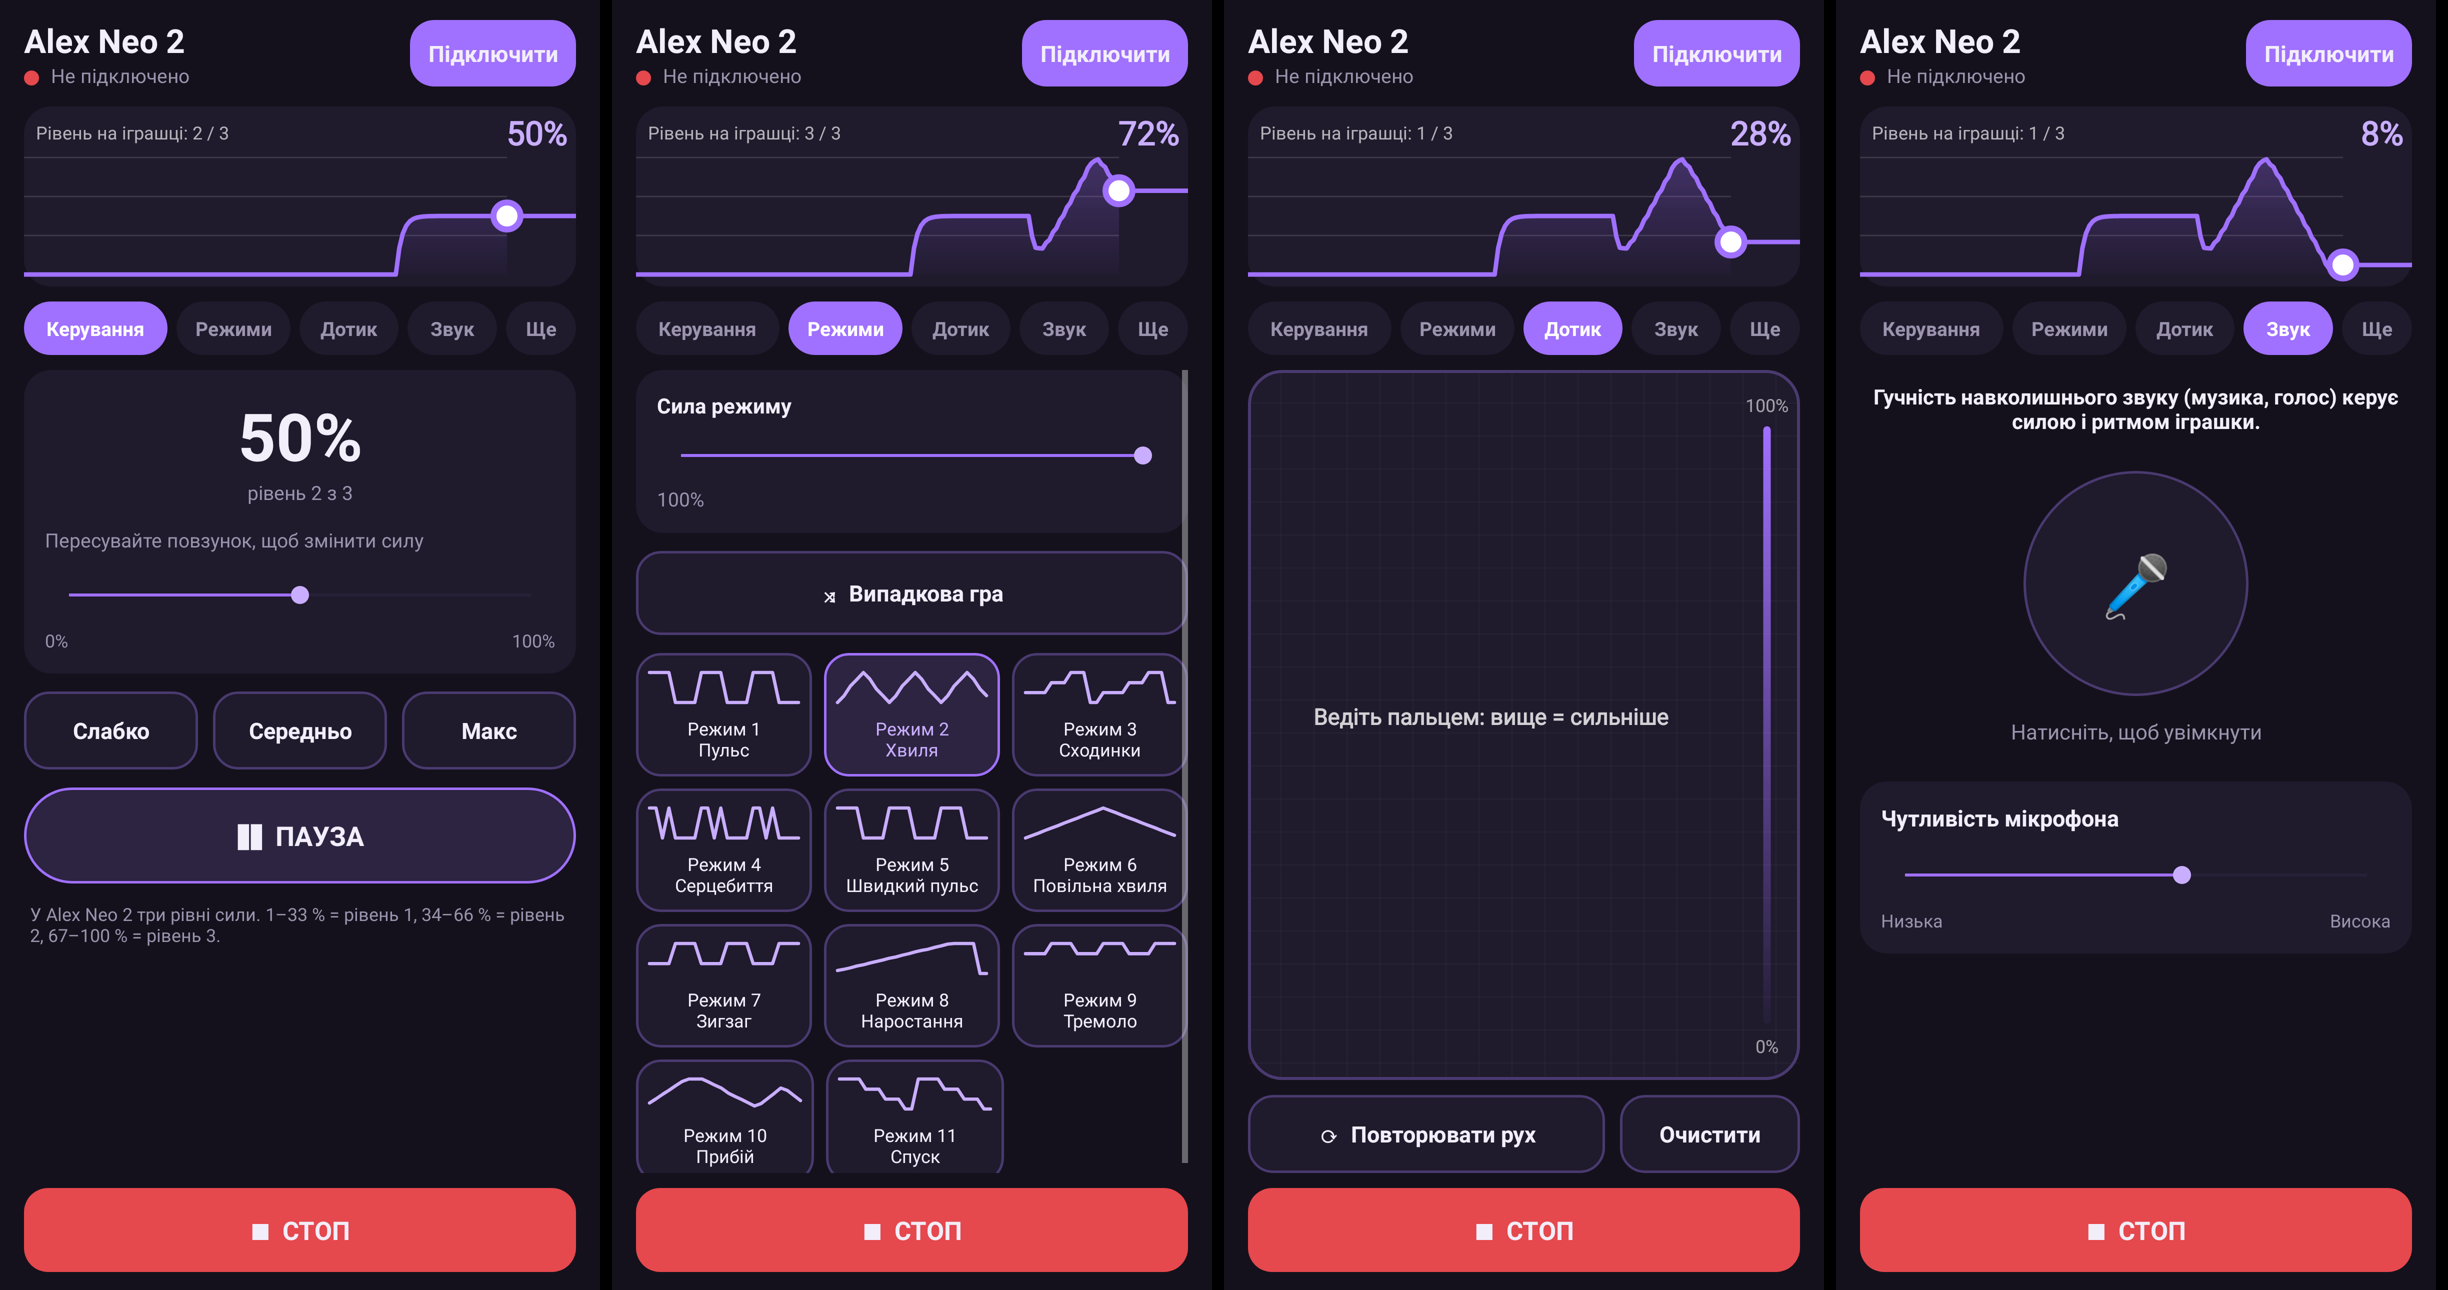 Alex Neo 2
Не підключено
Підключити
Рівень на іграшці: 2 / 3
50%
Керування
Режими
Дотик
Звук
Ще
50%
рівень 2 з 3
Пересувайте повзунок, щоб змінити силу
0%
100%
Слабко
Середньо
Макс
ПАУЗА
У Alex Neo 2 три рівні сили. 1–33 % = рівень 1, 34–66 % = рівень
2, 67–100 % = рівень 3.
СТОП
Alex Neo 2
Не підключено
Підключити
Рівень на іграшці: 3 / 3
72%
Керування
Режими
Дотик
Звук
Ще
Сила режиму
100%
Випадкова гра
Режим 1
Пульс
Режим 2
Хвиля
Режим 3
Сходинки
Режим 4
Серцебиття
Режим 5
Швидкий пульс
Режим 6
Повільна хвиля
Режим 7
Зигзаг
Режим 8
Наростання
Режим 9
Тремоло
Режим 10
Прибій
Режим 11
Спуск
СТОП
Alex Neo 2
Не підключено
Підключити
Рівень на іграшці: 1 / 3
28%
Керування
Режими
Дотик
Звук
Ще
100%
Ведіть пальцем: вище = сильніше
0%
Повторювати рух
Очистити
СТОП
Alex Neo 2
Не підключено
Підключити
Рівень на іграшці: 1 / 3
8%
Керування
Режими
Дотик
Звук
Ще
Гучність навколишнього звуку (музика, голос) керує
силою і ритмом іграшки.
Натисніть, щоб увімкнути
Чутливість мікрофона
Низька
Висока
СТОП